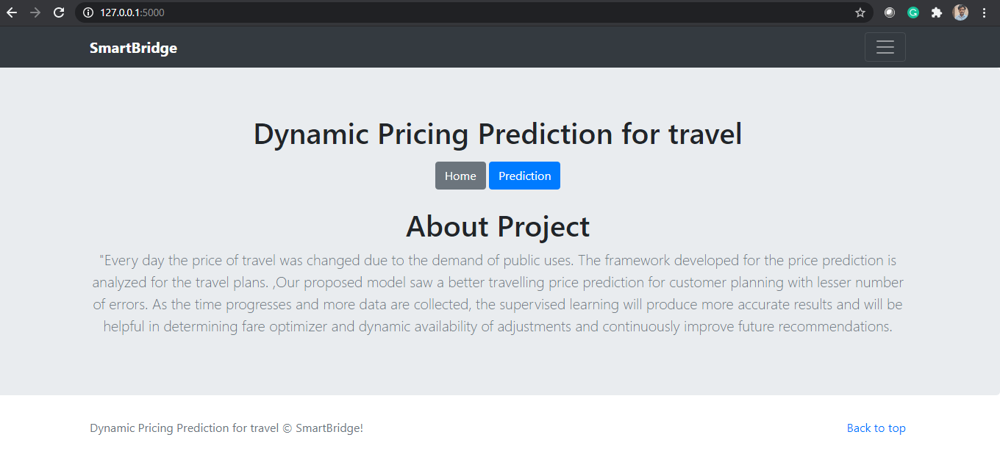 127.0.0.1:5000
SmartBridge
Dynamic Pricing Prediction for travel
Home Prediction
About Project
"Every day the price of travel was changed due to the demand of public uses. The framework developed for the price prediction is
analyzed for the travel plans. ,Our proposed model saw a better travelling price prediction for customer planning with lesser number
of errors. As the time progresses and more data are collected, the supervised learning will produce more accurate results and will be
helpful in determining fare optimizer and dynamic availability of adjustments and continuously improve future recommendations.
Dynamic Pricing Prediction for travel © SmartBridge! Back to top